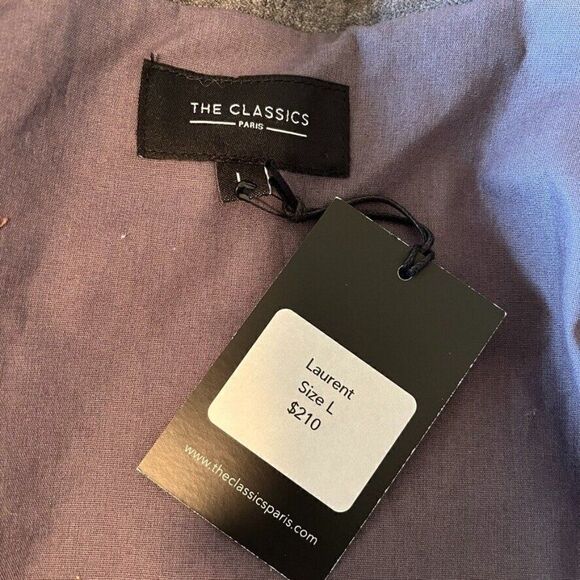 THE CLASSICS
PARIS
L
Laurent
Size L
$210
www.theclassicsparis.com